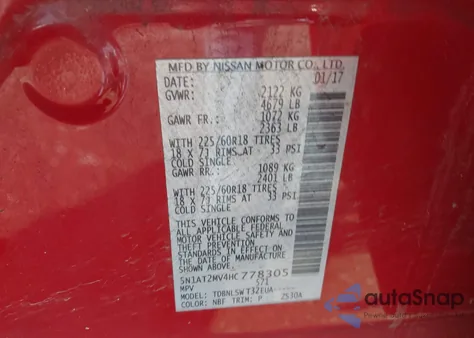 MFD BY NISSAN MOTOR CO., LTD.
DATE: 01/17
GVWR: 2122 KG
4679 LB
GAWR FR.: 1072 KG
2363 LB
WITH 225/60R18 TIRES
18 X 7J RIMS AT 33 PSI
COLD SINGLE
GAWR RR.: 1089 KG
2401 LB
WITH 225/60R18 TIRES
18 X 7J RIMS AT 33 PSI
COLD SINGLE
THIS VEHICLE CONFORMS TO
ALL APPLICABLE FEDERAL
MOTOR VEHICLE SAFETY AND
THEFT PREVENTION
STANDARDS IN EFFECT ON
THE DATE OF MANUFACTURE
SHOWN ABOVE.
5N1AT2MV4HC778305
MPV
MODEL: TDBNLSWT32EUA
COLOR: NBF TRIM: P 2530A
autoSnap